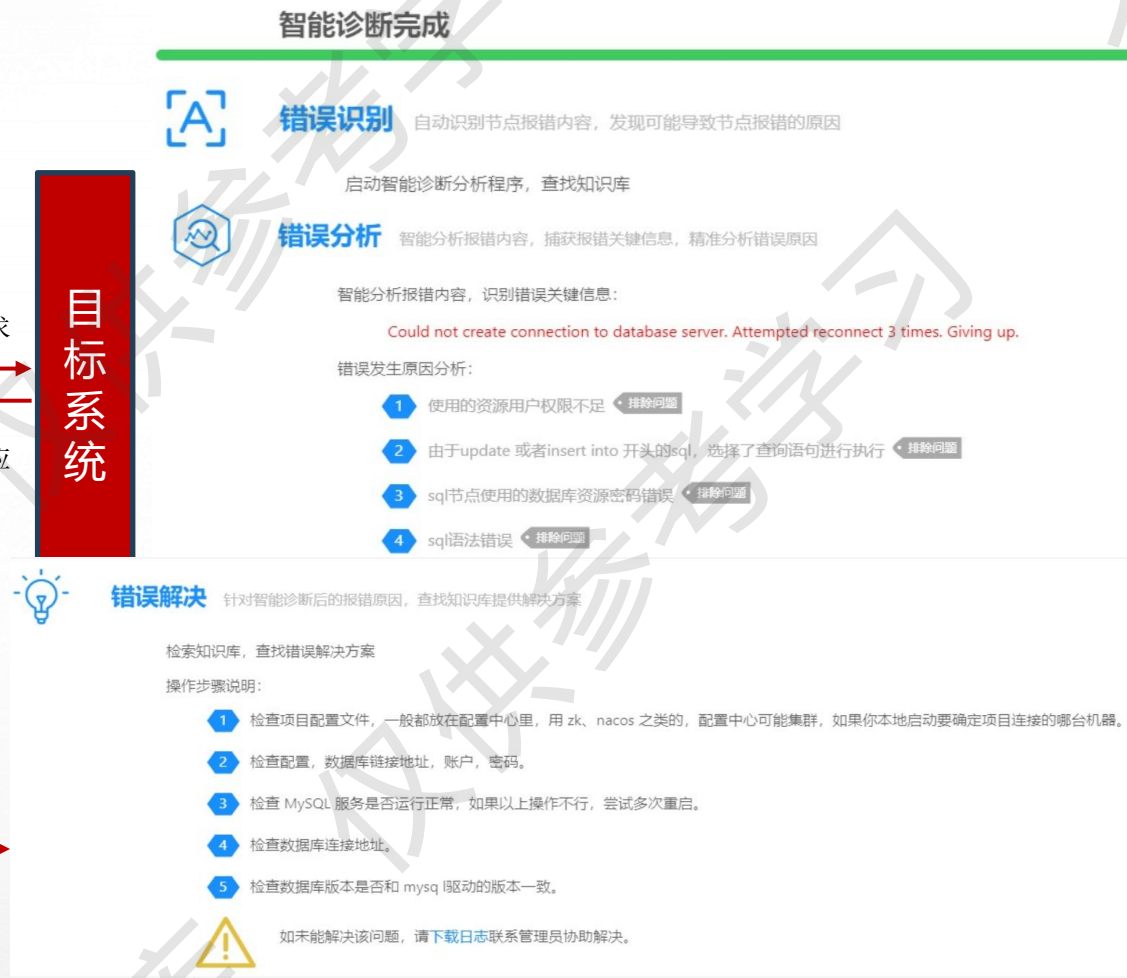 智能诊断完成
错误识别 自动识别节点报错内容，发现可能导致节点报错的原因
启动智能诊断分析程序，查找知识库
错误分析 智能分析报错内容，捕获报错关键信息，精准分析错误原因
智能分析报错内容，识别错误关键信息：
Could not create connection to database server. Attempted reconnect 3 times. Giving up.
错误发生原因分析：
1 使用的资源用户权限不足 排除问题
2 由于update 或者insert into 开头的sql，选择了查询语句进行执行 排除问题
3 sql节点使用的数据库资源密码错误 排除问题
4 sql语法错误 排除问题
目标系统
错误解决 针对智能诊断后的报错原因，查找知识库提供解决方案
检索知识库，查找错误解决方案
操作步骤说明：
1 检查项目配置文件，一般都放在配置中心里，用 zk、nacos 之类的，配置中心可能集群，如果你本地启动要确定项目连接的哪台机器。
2 检查配置，数据库链接地址，账户，密码。
3 检查 MySQL 服务是否运行正常，如果以上操作不行，尝试多次重启。
4 检查数据库连接地址。
5 检查数据库版本是否和 mysq l驱动的版本一致。
如未能解决该问题，请下载日志联系管理员协助解决。
仅供参考学习